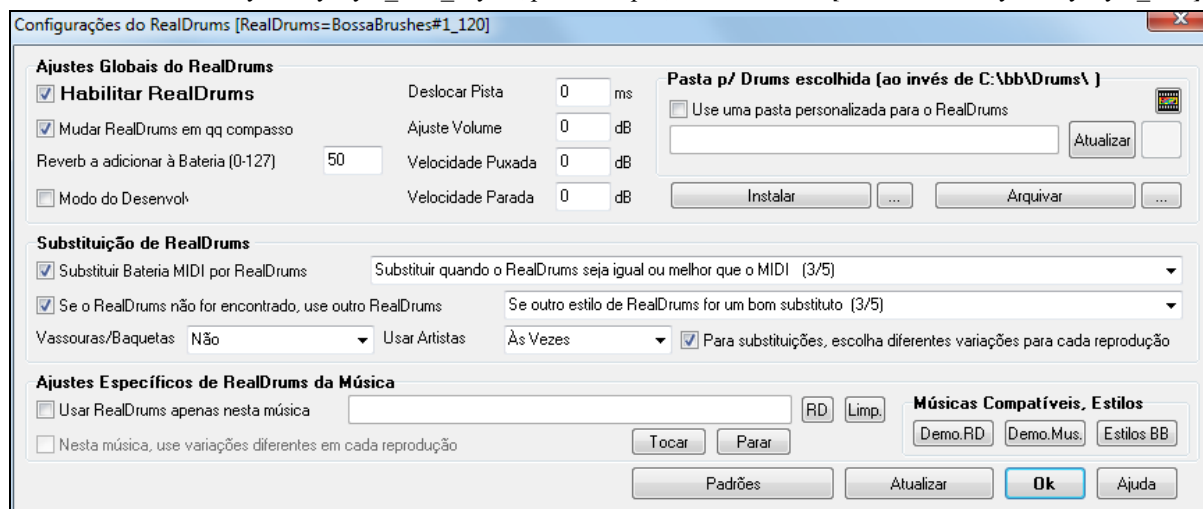 Configurações do RealDrums [RealDrums=BossaBrushes#1_120]
Ajustes Globais do RealDrums
Habilitar RealDrums
Mudar RealDrums em qq compasso
Reverb a adicionar à Bateria (0-127) 50
Modo do Desenvol
Deslocar Pista 0 ms
Ajuste Volume 0 dB
Velocidade Puxada 0 dB
Velocidade Parada 0 dB
Pasta p/ Drums escolhida (ao invés de C:\bb\Drums\ )
Use uma pasta personalizada para o RealDrums
Atualizar
Instalar ... Arquivar ...
Substituição de RealDrums
Substituir Bateria MIDI por RealDrums Substituir quando o RealDrums seja igual ou melhor que o MIDI (3/5)
Se o RealDrums não for encontrado, use outro RealDrums Se outro estilo de RealDrums for um bom substituto (3/5)
Vassouras/Baquetas Não Usar Artistas Às Vezes Para substituições, escolha diferentes variações para cada reprodução
Ajustes Específicos de RealDrums da Música
Usar RealDrums apenas nesta música RD Limp.
Nesta música, use variações diferentes em cada reprodução Tocar Parar
Músicas Compatíveis, Estilos
Demo.RD Demo.Mus. Estilos BB
Padrões Atualizar Ok Ajuda